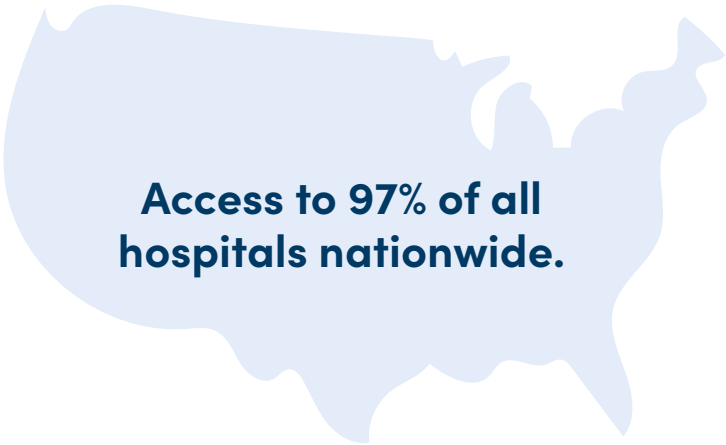 Access to 97% of all
hospitals nationwide.